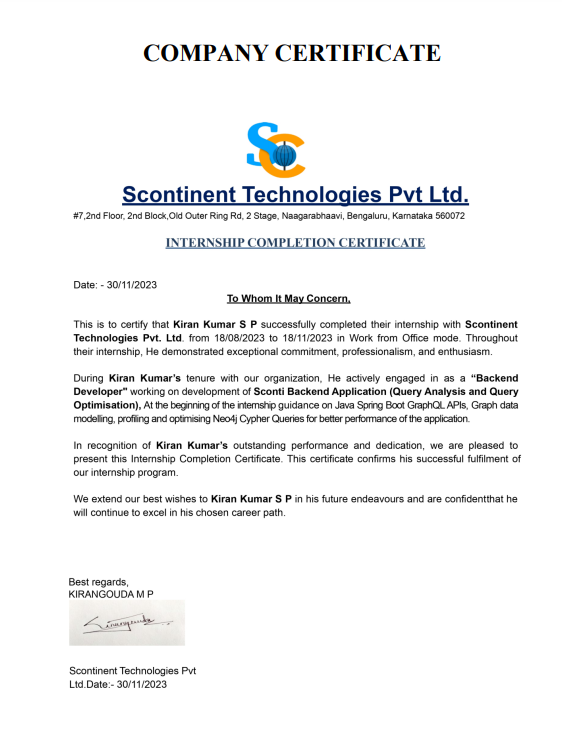 COMPANY CERTIFICATE
SC
Scontinent Technologies Pvt Ltd.
#7,2nd Floor, 2nd Block,Old Outer Ring Rd, 2 Stage, Naagarabhaavi, Bengaluru, Karnataka 560072
INTERNSHIP COMPLETION CERTIFICATE
Date: - 30/11/2023
To Whom It May Concern,
This is to certify that Kiran Kumar S P successfully completed their internship with Scontinent
Technologies Pvt. Ltd. from 18/08/2023 to 18/11/2023 in Work from Office mode. Throughout
their internship, He demonstrated exceptional commitment, professionalism, and enthusiasm.
During Kiran Kumar's tenure with our organization, He actively engaged in as a “Backend
Developer" working on development of Sconti Backend Application (Query Analysis and Query
Optimisation), At the beginning of the internship guidance on Java Spring Boot GraphQL APIs, Graph data
modelling, profiling and optimising Neo4j Cypher Queries for better performance of the application.
In recognition of Kiran Kumar's outstanding performance and dedication, we are pleased to
present this Internship Completion Certificate. This certificate confirms his successful fulfilment of
our internship program.
We extend our best wishes to Kiran Kumar S P in his future endeavours and are confidentthat he
will continue to excel in his chosen career path.
Best regards,
KIRANGOUDA M P
Kirangouda
Scontinent Technologies Pvt
Ltd.Date:- 30/11/2023